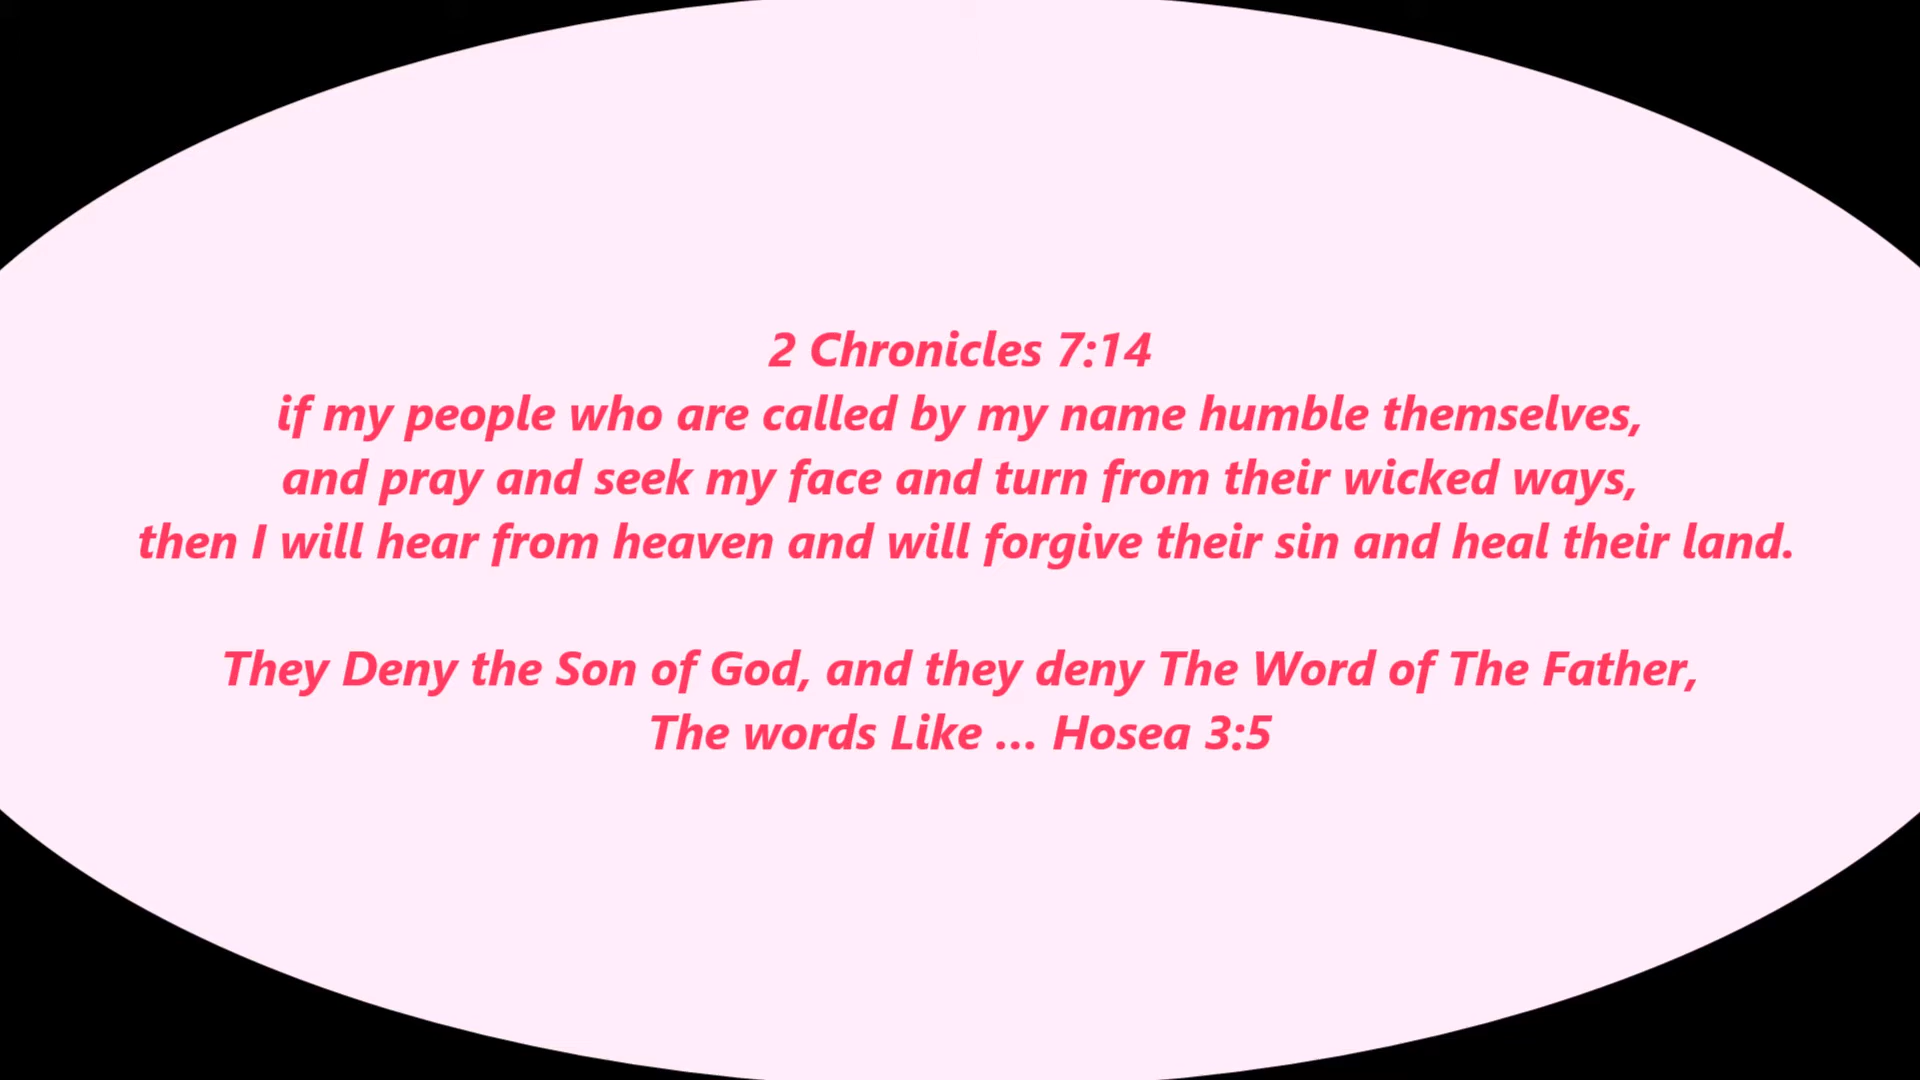 2 Chronicles 7:14
if my people who are called by my name humble themselves,
and pray and seek my face and turn from their wicked ways,
then I will hear from heaven and will forgive their sin and heal their land.
They Deny the Son of God, and they deny The Word of The Father,
The words Like ... Hosea 3:5